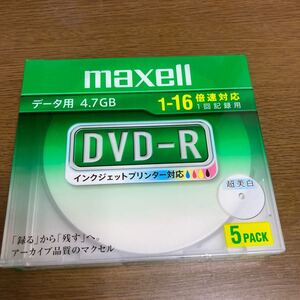 maxell
データ用 4.7GB
1-16倍速対応
1回記録用
DVD-R
インクジェットプリンター対応
超美白
「録る」から「残す」へ。
アーカイブ品質のマクセル
5PACK